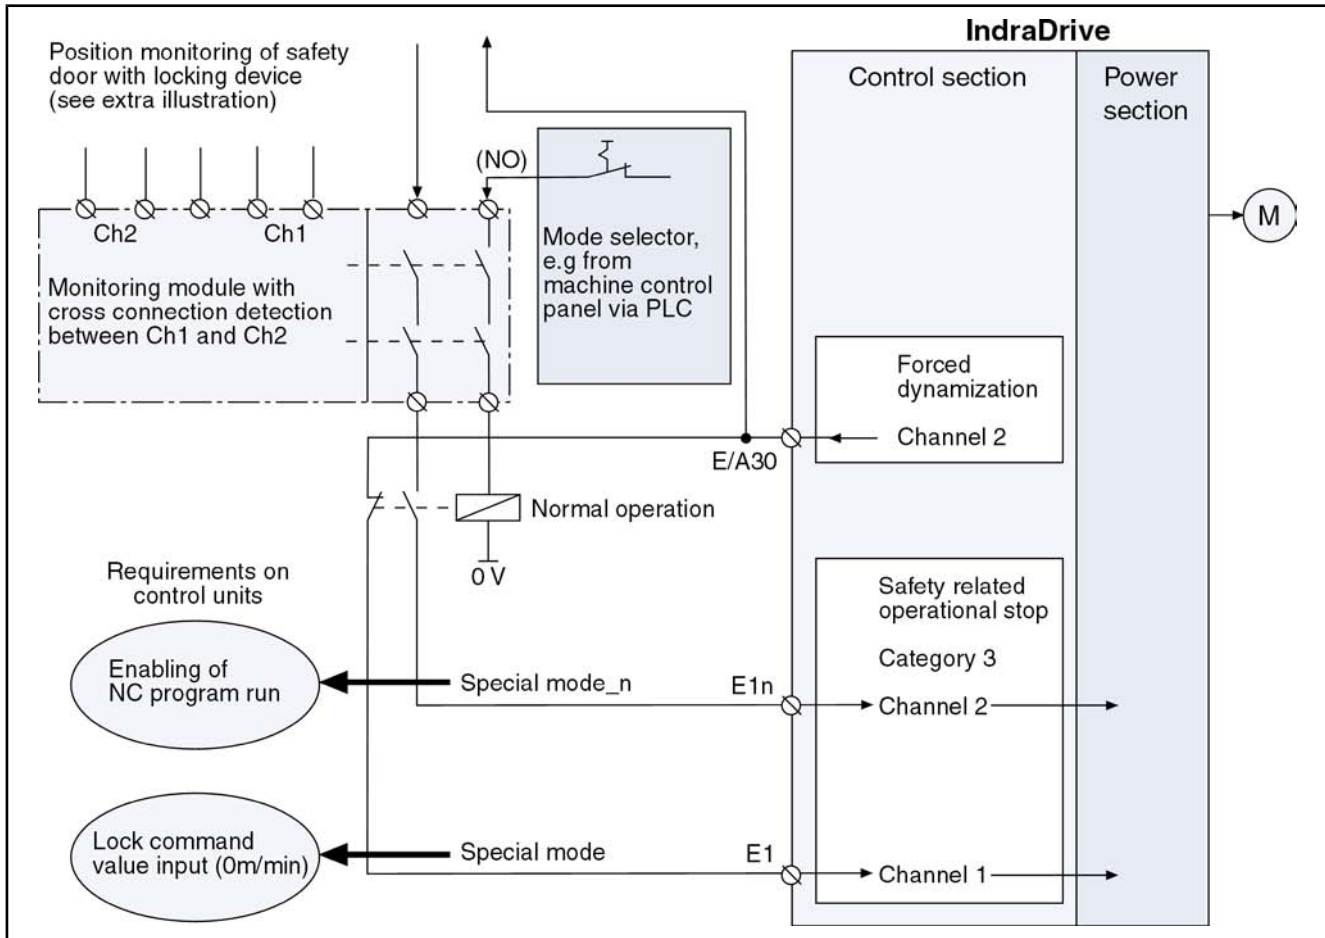 IndraDrive
Position monitoring of safety
door with locking device
(see extra illustration)
Control section
Power
section
(NO)
M
Ch2
Ch1
Mode selector,
e.g from
machine control
panel via PLC
Monitoring module with
cross connection detection
between Ch1 and Ch2
Forced
dynamization
Channel 2
E/A30
Normal operation
0 V
Requirements on
control units
Safety related
operational stop
Category 3
Enabling of
NC program run
Special mode_n
E1n
Channel 2
Lock command
value input (0m/min)
Special mode
E1
Channel 1